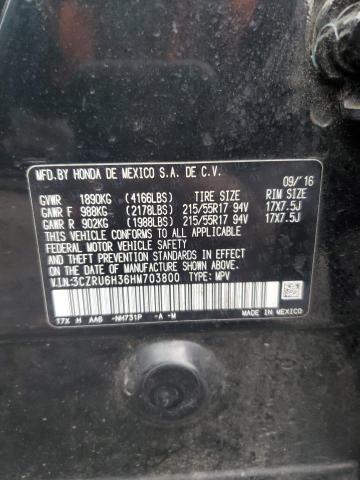 MFD.BY HONDA DE MEXICO S.A. DE C.V.
09/'16
GVWR 1890KG (4166LBS) TIRE SIZE RIM SIZE
GAWR F 988KG (2178LBS) 215/55R17 94V 17X7.5J
GAWR R 902KG (1988LBS) 215/55R17 94V 17X7.5J
THIS VEHICLE CONFORMS TO ALL APPLICABLE
FEDERAL MOTOR VEHICLE SAFETY
AND THEFT PREVENTION STANDARDS IN EFFECT
ON THE DATE OF MANUFACTURE SHOWN ABOVE.
V.I.N:3CZRU6H36HM703800 TYPE: MPV
17X H AAB -NH731P -A -M
MADE IN
MEXICO